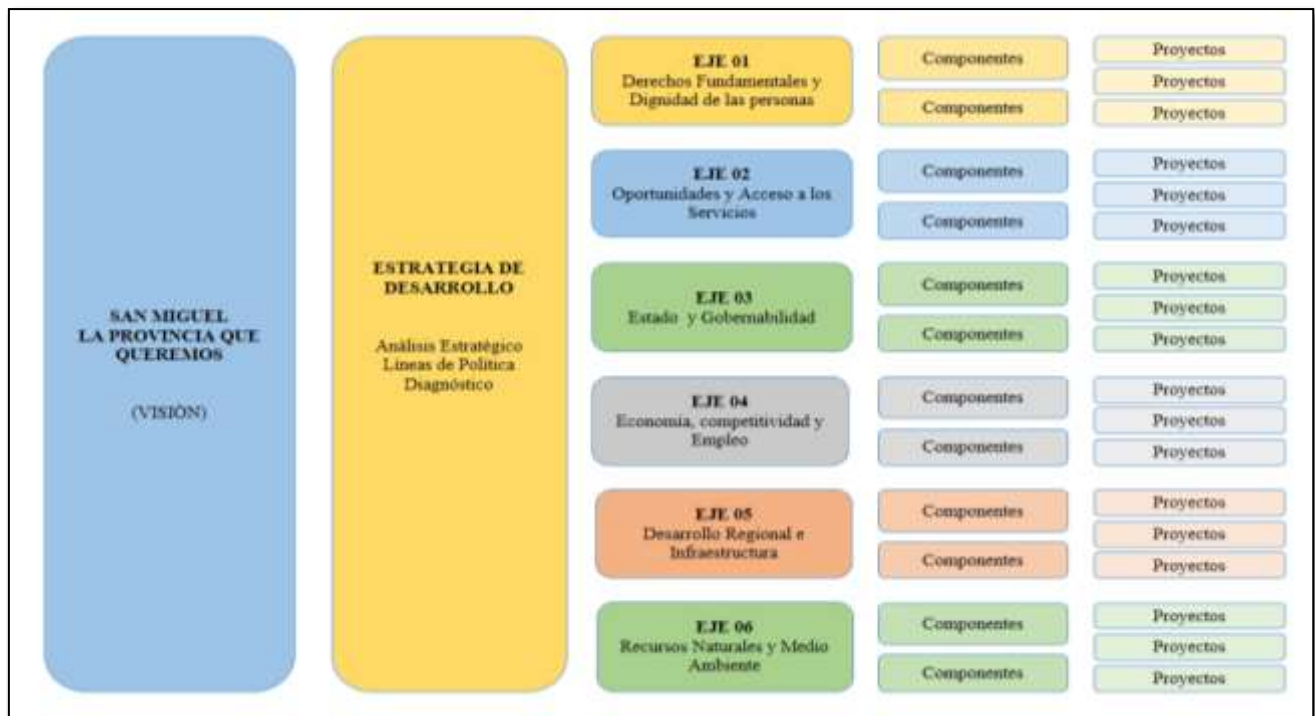 SAN MIGUEL
LA PROVINCIA QUE
QUEREMOS
(VISIÓN)
ESTRATEGIA DE
DESARROLLO
Análisis Estratégico
Líneas de Política
Diagnóstico
EJE 01
Derechos Fundamentales y
Dignidad de las personas
Componentes
Componentes
Proyectos
Proyectos
Proyectos
EJE 02
Oportunidades y Acceso a los
Servicios
Componentes
Componentes
Proyectos
Proyectos
Proyectos
EJE 03
Estado y Gobernabilidad
Componentes
Componentes
Proyectos
Proyectos
Proyectos
EJE 04
Economía, competitividad y
Empleo
Componentes
Componentes
Proyectos
Proyectos
Proyectos
EJE 05
Desarrollo Regional e
Infraestructura
Componentes
Componentes
Proyectos
Proyectos
Proyectos
EJE 06
Recursos Naturales y Medio
Ambiente
Componentes
Componentes
Proyectos
Proyectos
Proyectos